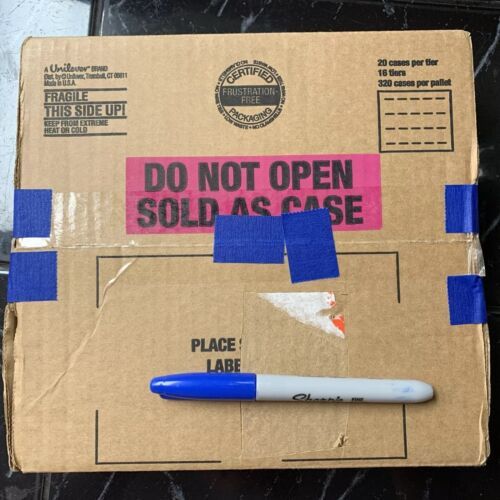 A Unilever BRAND
Dist. by © Unilever, Trumbull, CT 06611
Made in U.S.A.
FRAGILE
THIS SIDE UP!
KEEP FROM EXTREME
HEAT OR COLD
CERTIFIED
FRUSTRATION-
FREE
PACKAGING
20 cases per tier
16 tiers
320 cases per pallet
DO NOT OPEN
SOLD AS CASE
PLACE
LABE
Sharpie FINE